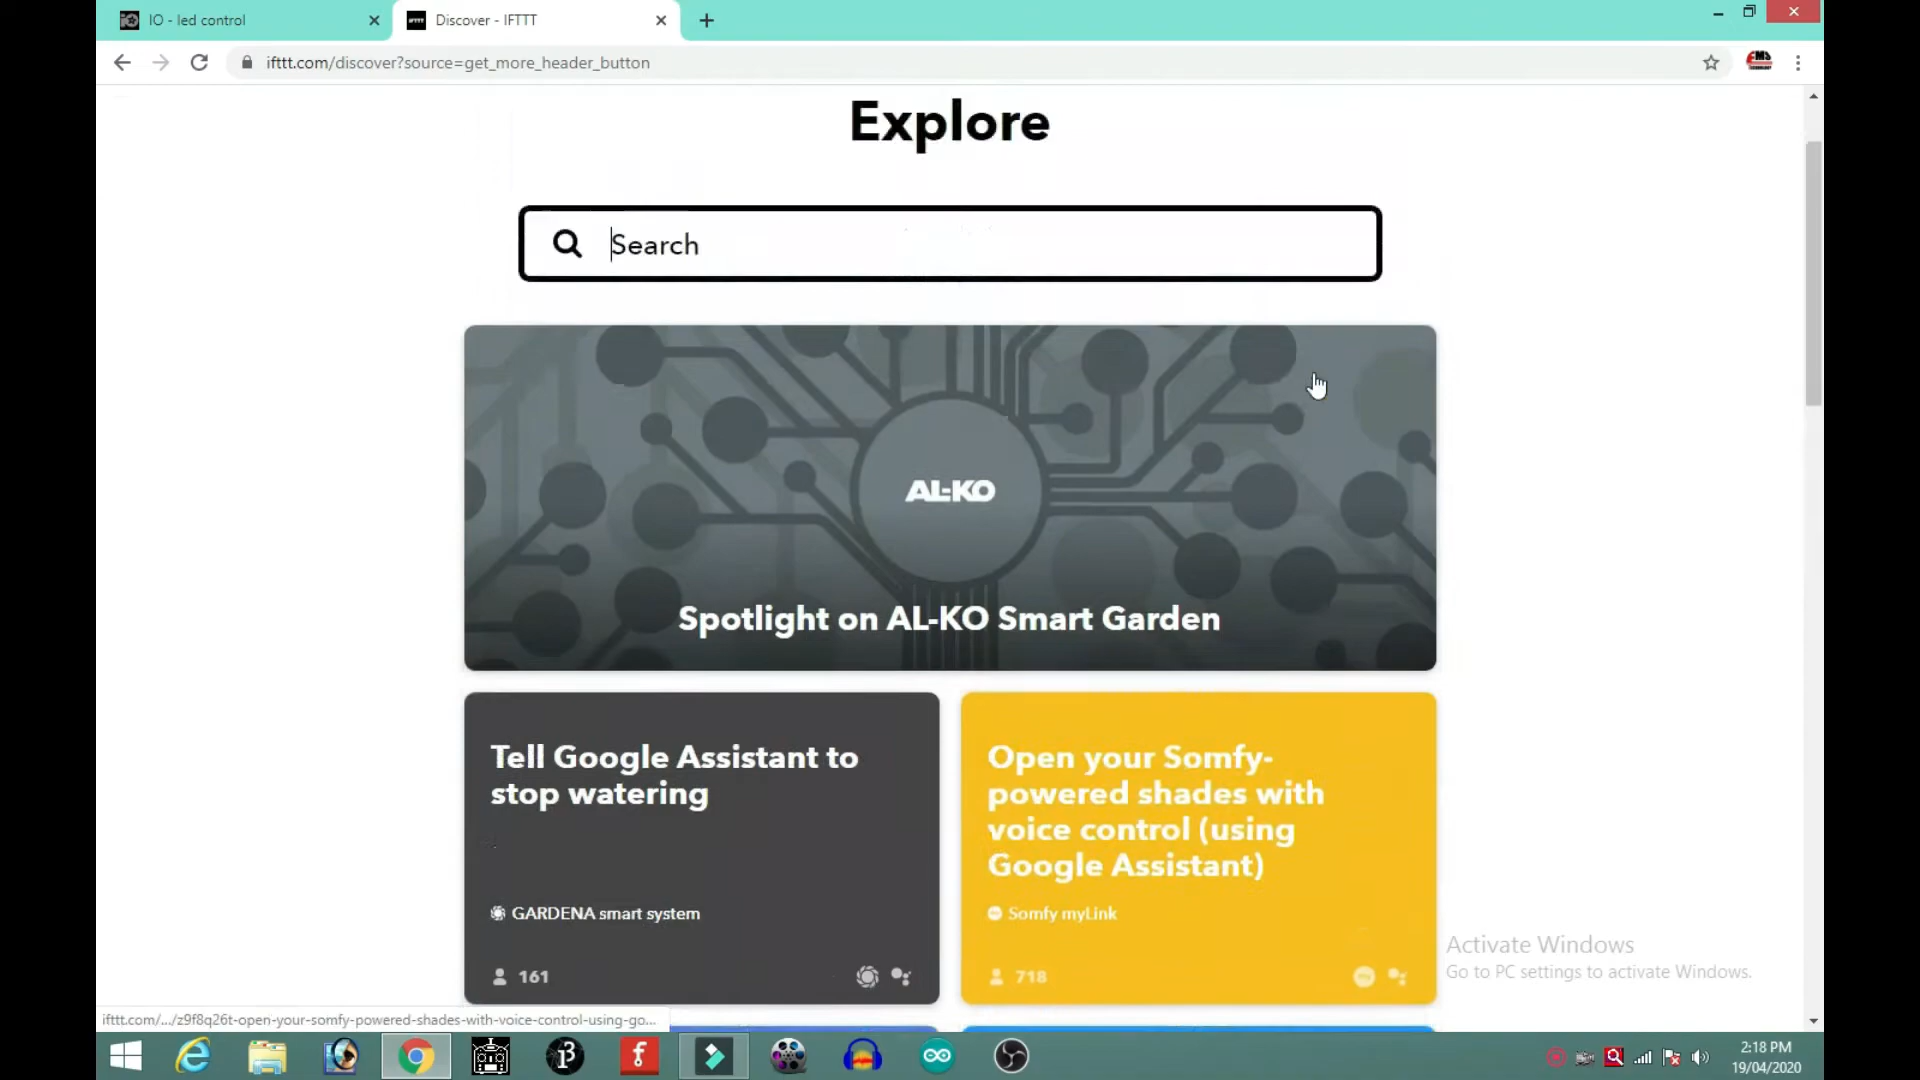 IO - led control
Discover - IFTTT
ifttt.com/discover?source=get_more_header_button
Explore
Search
AL-KO
Spotlight on AL-KO Smart Garden
Tell Google Assistant to
stop watering
GARDENA smart system
161
Open your Somfy-
powered shades with
voice control (using
Google Assistant)
Somfy myLink
718
Activate Windows
Go to PC settings to activate Windows.
ifttt.com/.../z9f8q26t-open-your-somfy-powered-shades-with-voice-control-using-go...
2:18 PM
19/04/2020